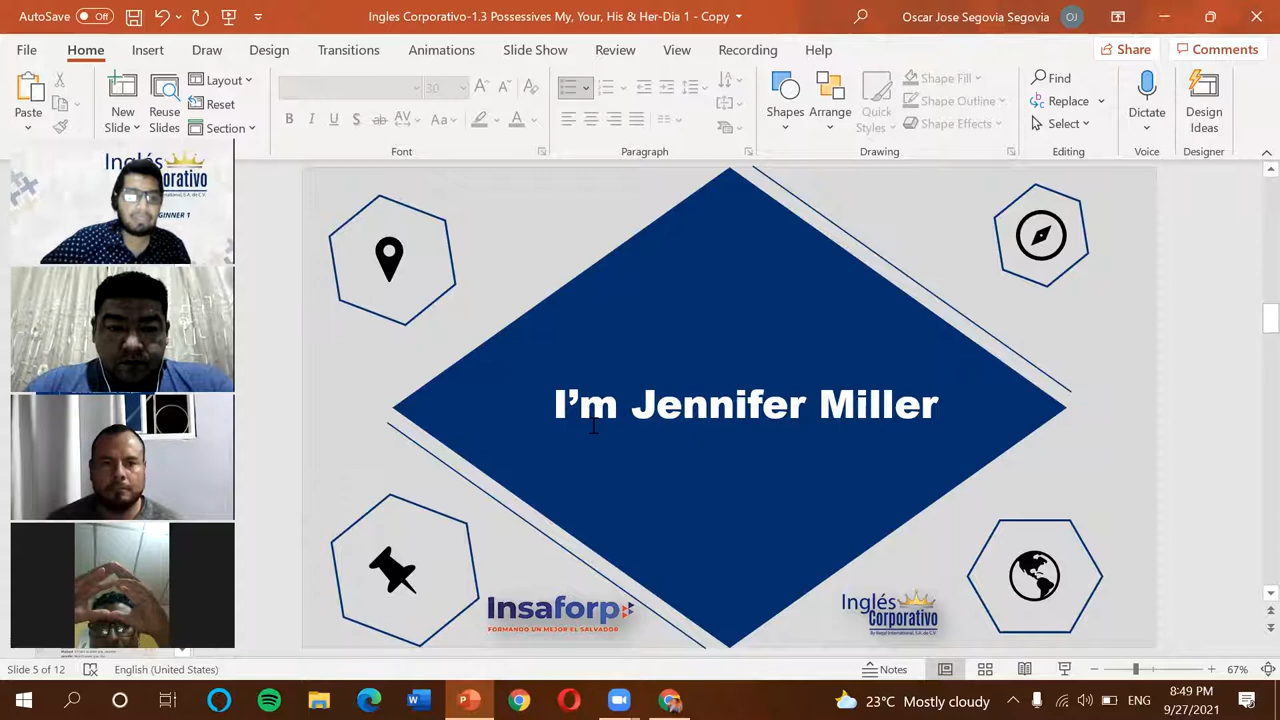 AutoSave Off
Ingles Corporativo-1.3 Possessives My, Your, His & Her-Dia 1 - Copy
Oscar Jose Segovia Segovia
OJ
File Home Insert Draw Design Transitions Animations Slide Show Review View Recording Help
Share
Comments
Paste
New
Slide
Reuse
Slides
Layout
Reset
Section
Aa
Font
Paragraph
Shapes
Arrange
Quick
Styles
Shape Fill
Shape Outline
Shape Effects
Drawing
Find
Replace
Select
Editing
Dictate
Voice
Design
Ideas
Designer
Inglés
I’m Jennifer Miller
Insaforp
FORMANDO UN MEJOR EL SALVADOR
Inglés
Corporativo
Slide 5 of 12
English (United States)
Notes
67%
23°C Mostly cloudy
ENG
8:49 PM
9/27/2021